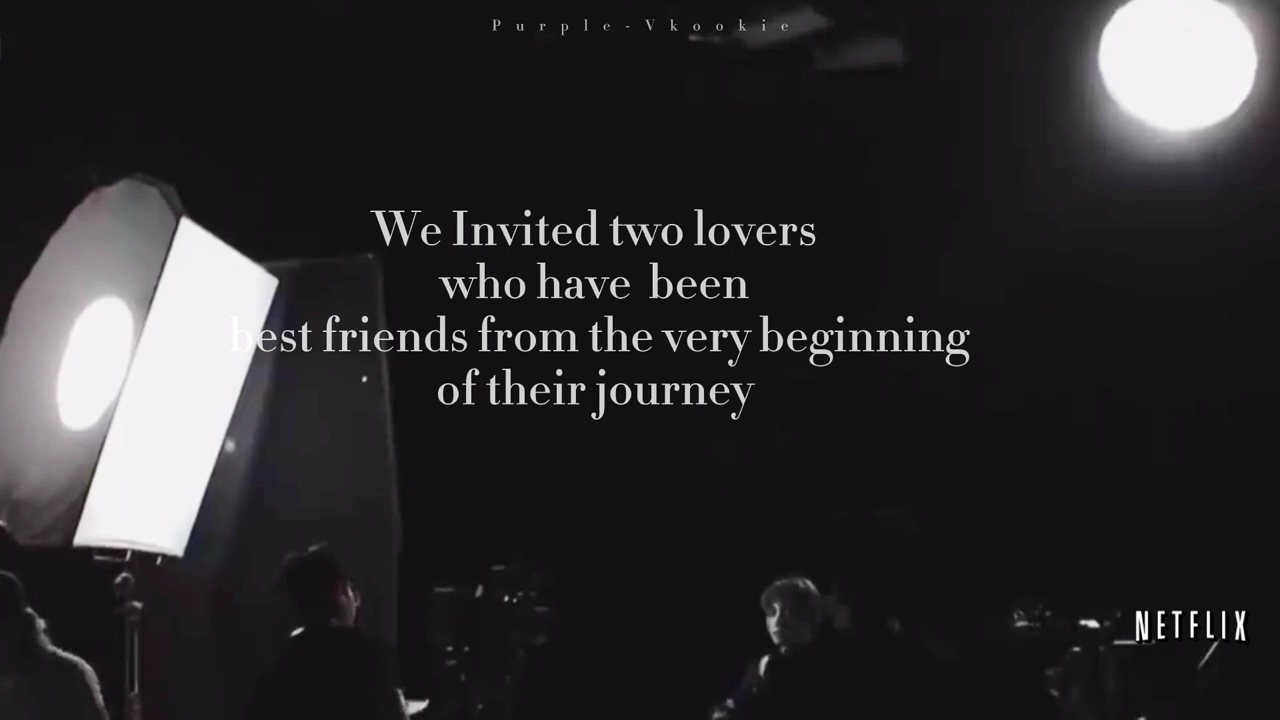 Purple-Vkookie
We Invited two lovers
who have been
best friends from the very beginning
of their journey
NETFLIX